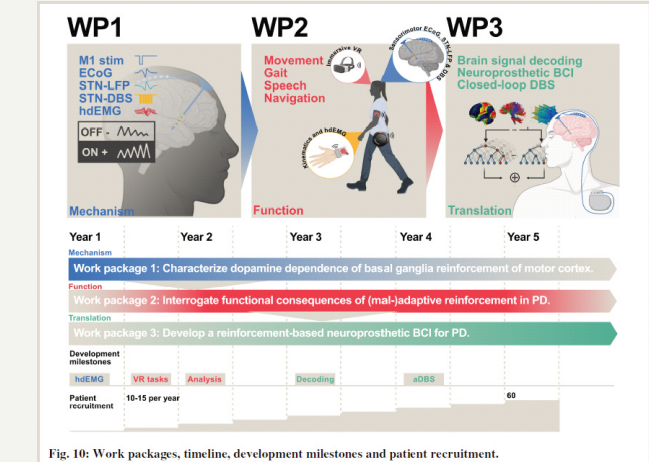 WP1
WP2
WP3
M1 stim
ECoG
STN-LFP
STN-DBS
hdEMG
OFF -
ON +
Mechanism
Movement
Gait
Speech
Navigation
Immersive VR
Sensorimotor ECoG, STN-LFP & DBS
Kinematics and hdEMG
Function
Brain signal decoding
Neuroprosthetic BCI
Closed-loop DBS
Translation
Year 1
Year 2
Year 3
Year 4
Year 5
Mechanism
Work package 1: Characterize dopamine dependence of basal ganglia reinforcement of motor cortex.
Function
Work package 2: Interrogate functional consequences of (mal-)adaptive reinforcement in PD.
Translation
Work package 3: Develop a reinforcement-based neuroprosthetic BCI for PD.
Development
milestones
hdEMG
VR tasks
Analysis
Decoding
aDBS
Patient
recruitment
10-15 per year
60
Fig. 10: Work packages, timeline, development milestones and patient recruitment.